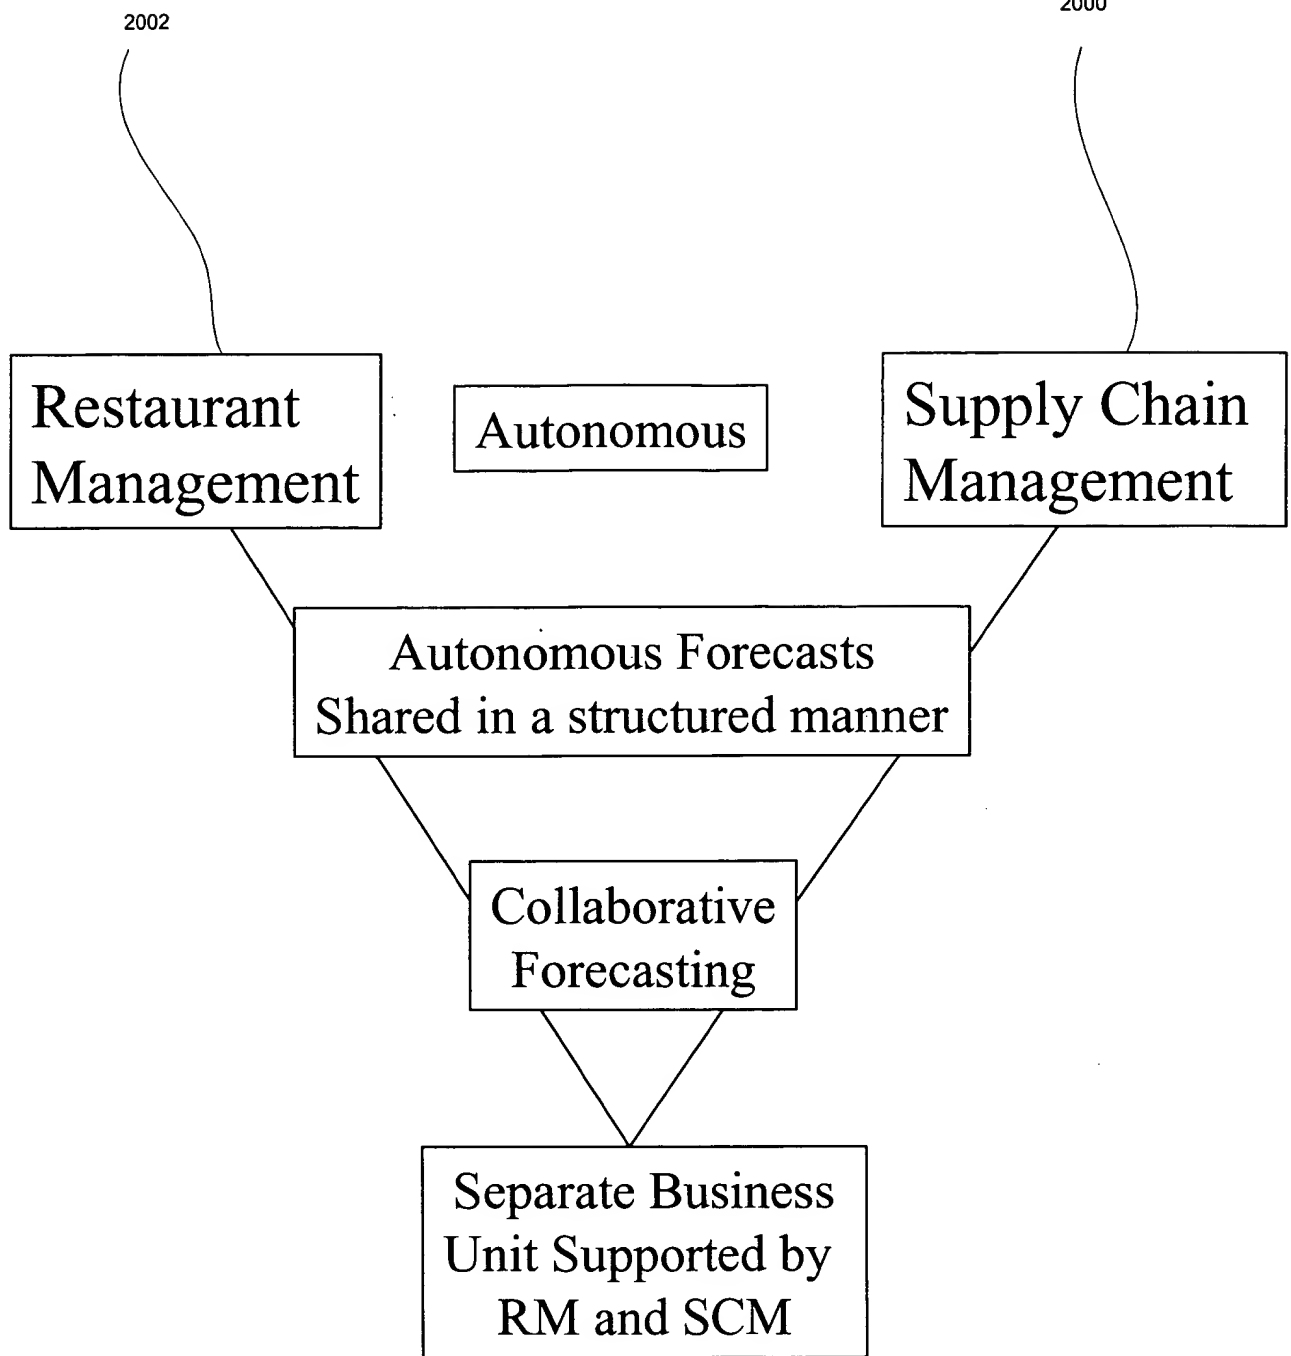 2002
2000
Restaurant
Management
Autonomous
Supply Chain
Management
Autonomous Forecasts
Shared in a structured manner
Collaborative
Forecasting
Separate Business
Unit Supported by
RM and SCM